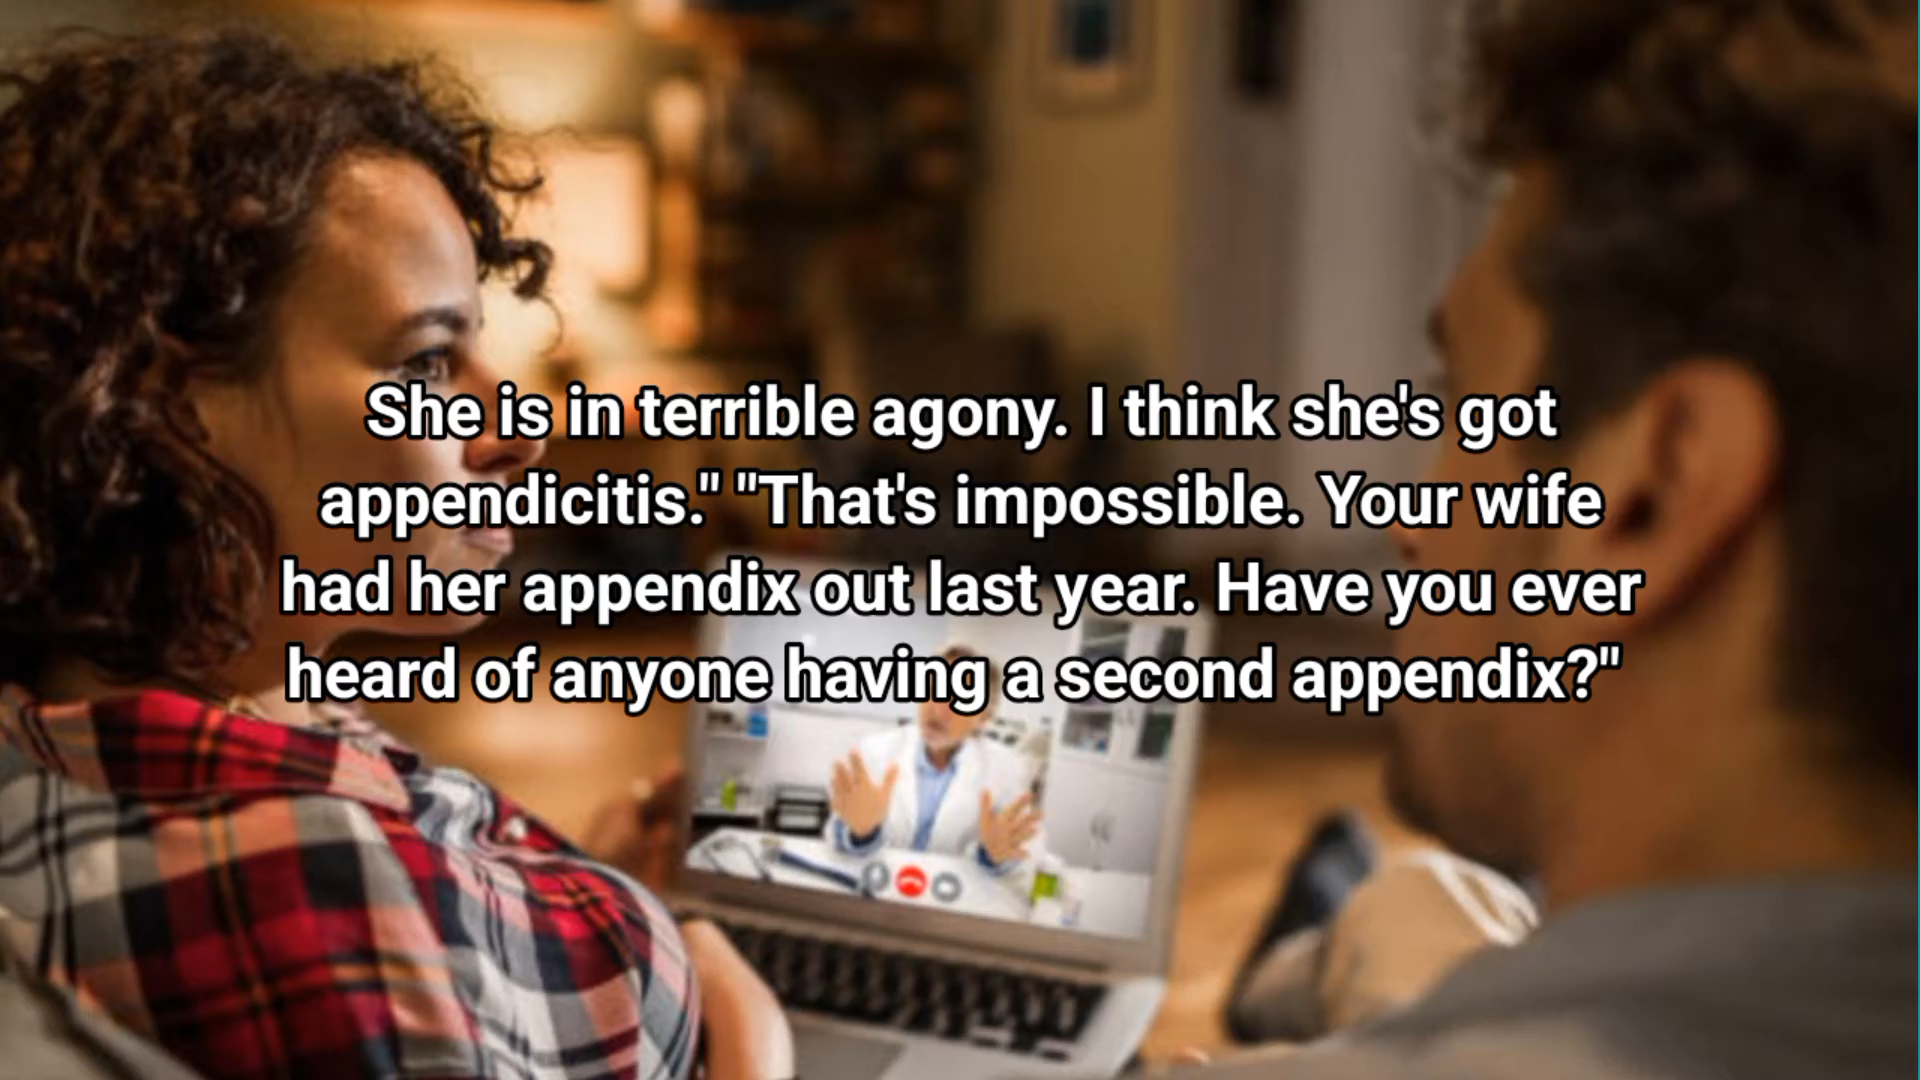 She is in terrible agony. I think she's got
appendicitis." "That's impossible. Your wife
had her appendix out last year. Have you ever
heard of anyone having a second appendix?"